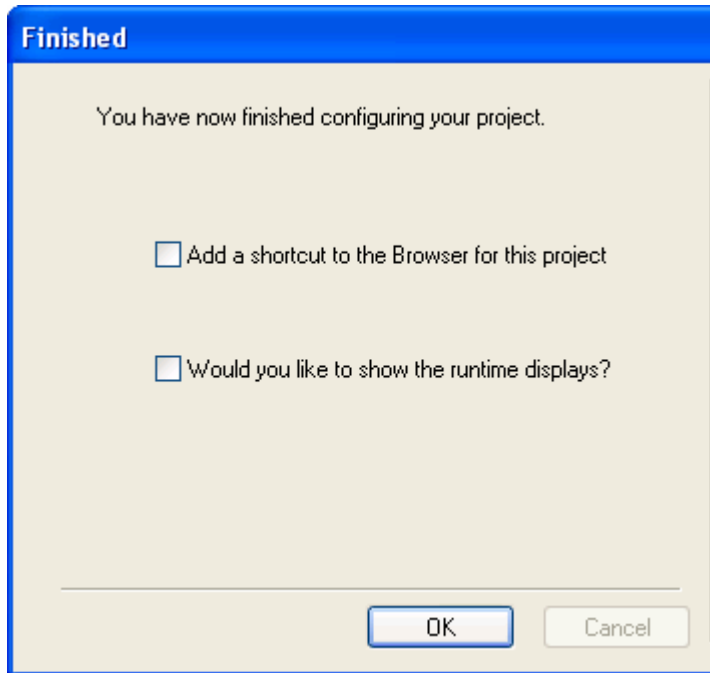 Finished
You have now finished configuring your project.
Add a shortcut to the Browser for this project
Would you like to show the runtime displays?
OK
Cancel